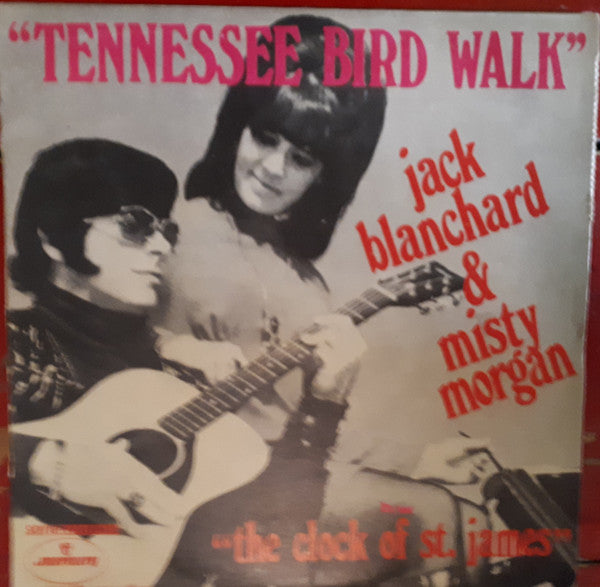 "TENNESSEE BIRD WALK"
jack
blanchard
&
misty
morgan
"the clock of st. james"